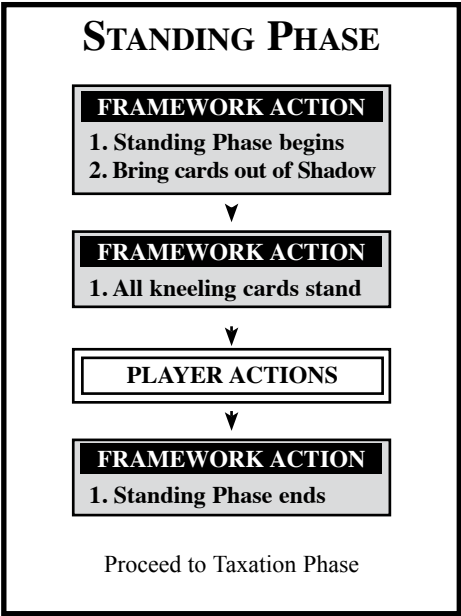 STANDING PHASE
FRAMEWORK ACTION
1. Standing Phase begins
2. Bring cards out of Shadow
FRAMEWORK ACTION
1. All kneeling cards stand
PLAYER ACTIONS
FRAMEWORK ACTION
1. Standing Phase ends
Proceed to Taxation Phase